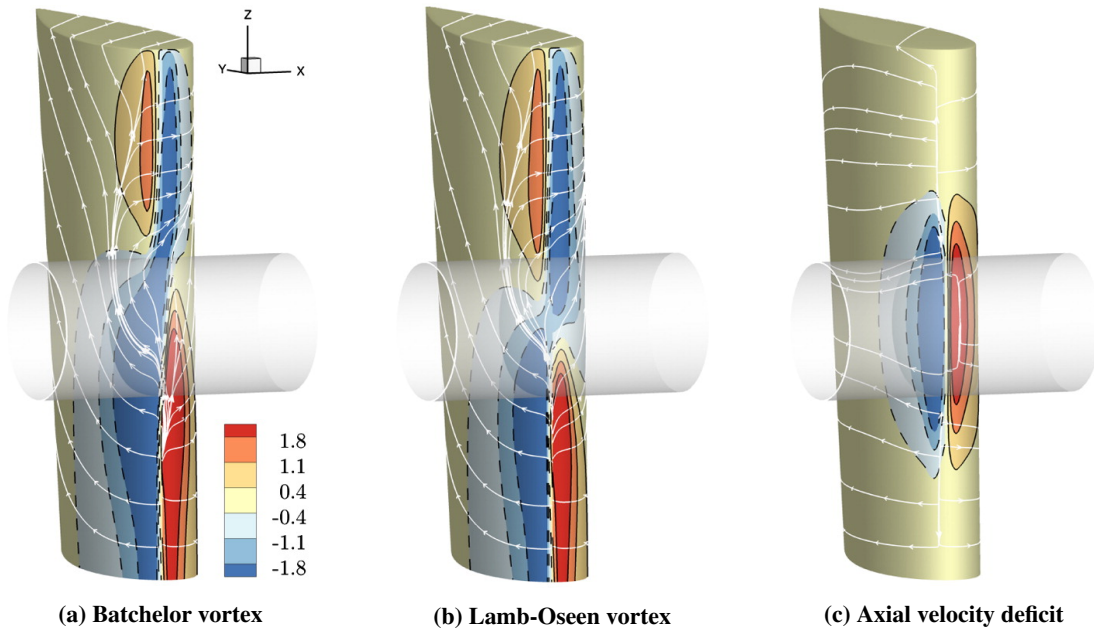 Z
Y
X
1.8
1.1
0.4
-0.4
-1.1
-1.8
(a) Batchelor vortex
(b) Lamb-Oseen vortex
(c) Axial velocity deficit